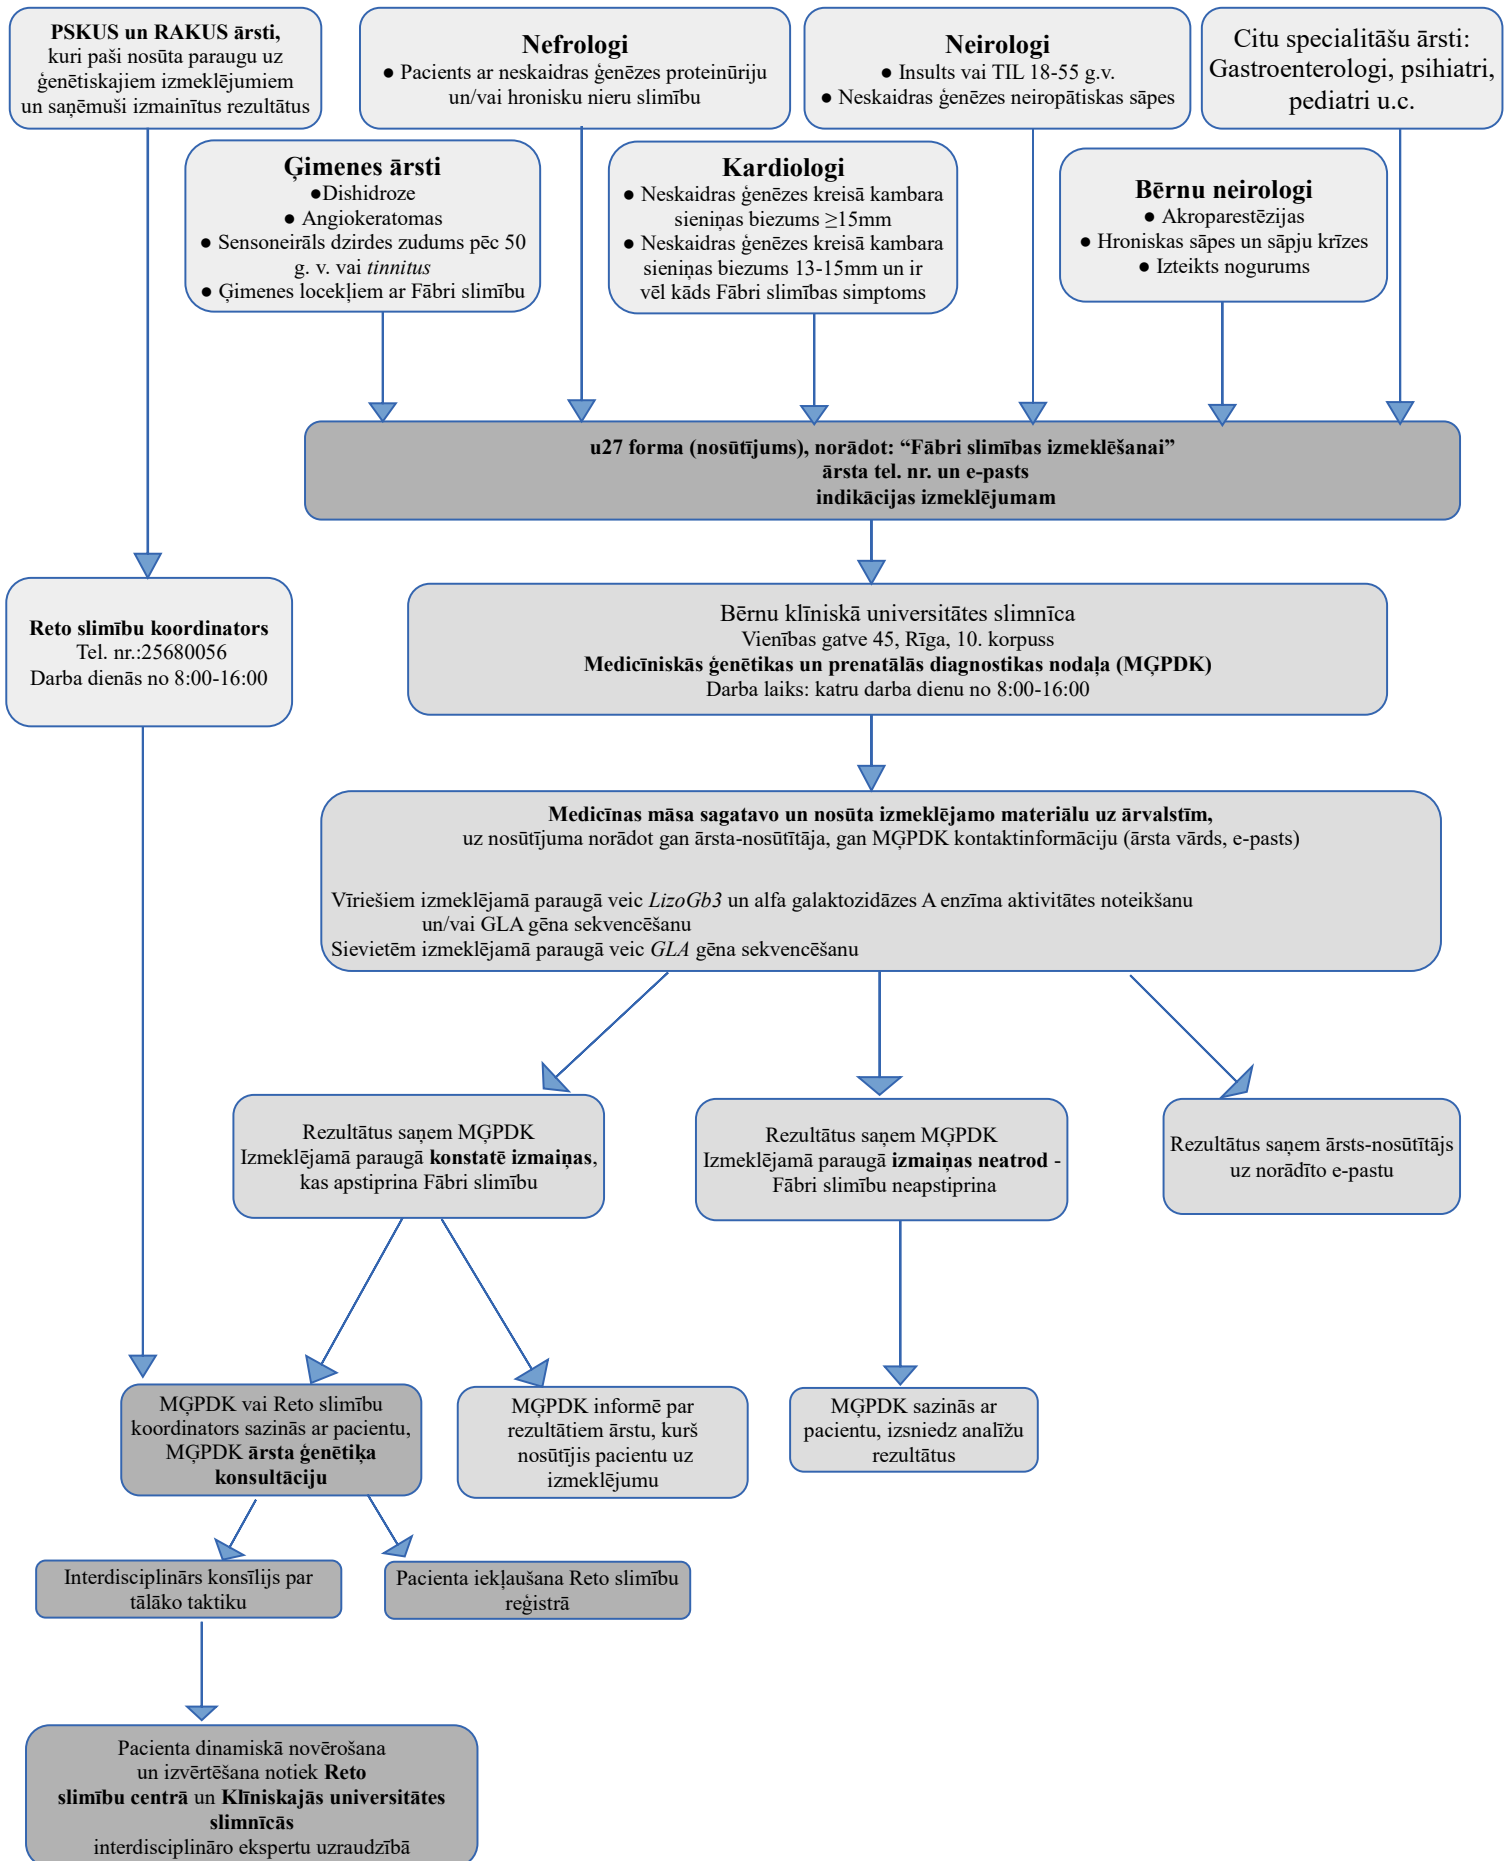 PSKUS un RAKUS ārsti,
kuri paši nosūta paraugu uz
ģenētiskajiem izmeklējumiem
un saņēmuši izmainītus rezultātus
Nefrologi
● Pacients ar neskaidras ģenēzes proteinūriju
un/vai hronisku nieru slimību
Neirologi
● Insults vai TIL 18-55 g.v.
● Neskaidras ģenēzes neiropātiskas sāpes
Citu specialitāšu ārsti:
Gastroenterologi, psihiatri,
pediatri u.c.
Ģimenes ārsti
●Dishidroze
● Angiokeratomas
● Sensoneirāls dzirdes zudums pēc 50
g. v. vai tinnitus
● Ģimenes locekļiem ar Fābri slimību
Kardiologi
● Neskaidras ģenēzes kreisā kambara
sieniņas biezums ≥15mm
● Neskaidras ģenēzes kreisā kambara
sieniņas biezums 13-15mm un ir
vēl kāds Fābri slimības simptoms
Bērnu neirologi
● Akroparestēzijas
● Hroniskas sāpes un sāpju krīzes
● Izteikts nogurums
u27 forma (nosūtījums), norādot: “Fābri slimības izmeklēšanai”
ārsta tel. nr. un e-pasts
indikācijas izmeklējumam
Reto slimību koordinators
Tel. nr.:25680056
Darba dienās no 8:00-16:00
Bērnu klīniskā universitātes slimnīca
Vienības gatve 45, Rīga, 10. korpuss
Medicīniskās ģenētikas un prenatālās diagnostikas nodaļa (MĢPDK)
Darba laiks: katru darba dienu no 8:00-16:00
Medicīnas māsa sagatavo un nosūta izmeklējamo materiālu uz ārvalstīm,
uz nosūtījuma norādot gan ārsta-nosūtītāja, gan MĢPDK kontaktinformāciju (ārsta vārds, e-pasts)
Vīriešiem izmeklējamā paraugā veic LizoGb3 un alfa galaktozidāzes A enzīma aktivitātes noteikšanu
un/vai GLA gēna sekvencēšanu
Sievietēm izmeklējamā paraugā veic GLA gēna sekvencēšanu
Rezultātus saņem MĢPDK
Izmeklējamā paraugā konstatē izmaiņas,
kas apstiprina Fābri slimību
Rezultātus saņem MĢPDK
Izmeklējamā paraugā izmaiņas neatrod -
Fābri slimību neapstiprina
Rezultātus saņem ārsts-nosūtītājs
uz norādīto e-pastu
MĢPDK vai Reto slimību
koordinators sazinās ar pacientu,
MĢPDK ārsta ģenētiķa
konsultāciju
MĢPDK informē par
rezultātiem ārstu, kurš
nosūtījis pacientu uz
izmeklējumu
MĢPDK sazinās ar
pacientu, izsniedz analīžu
rezultātus
Interdisciplinārs konsīlijs par
tālāko taktiku
Pacienta iekļaušana Reto slimību
reģistrā
Pacienta dinamiskā novērošana
un izvērtēšana notiek Reto
slimību centrā un Klīniskajās universitātes
slimnīcās
interdisciplināro ekspertu uzraudzībā